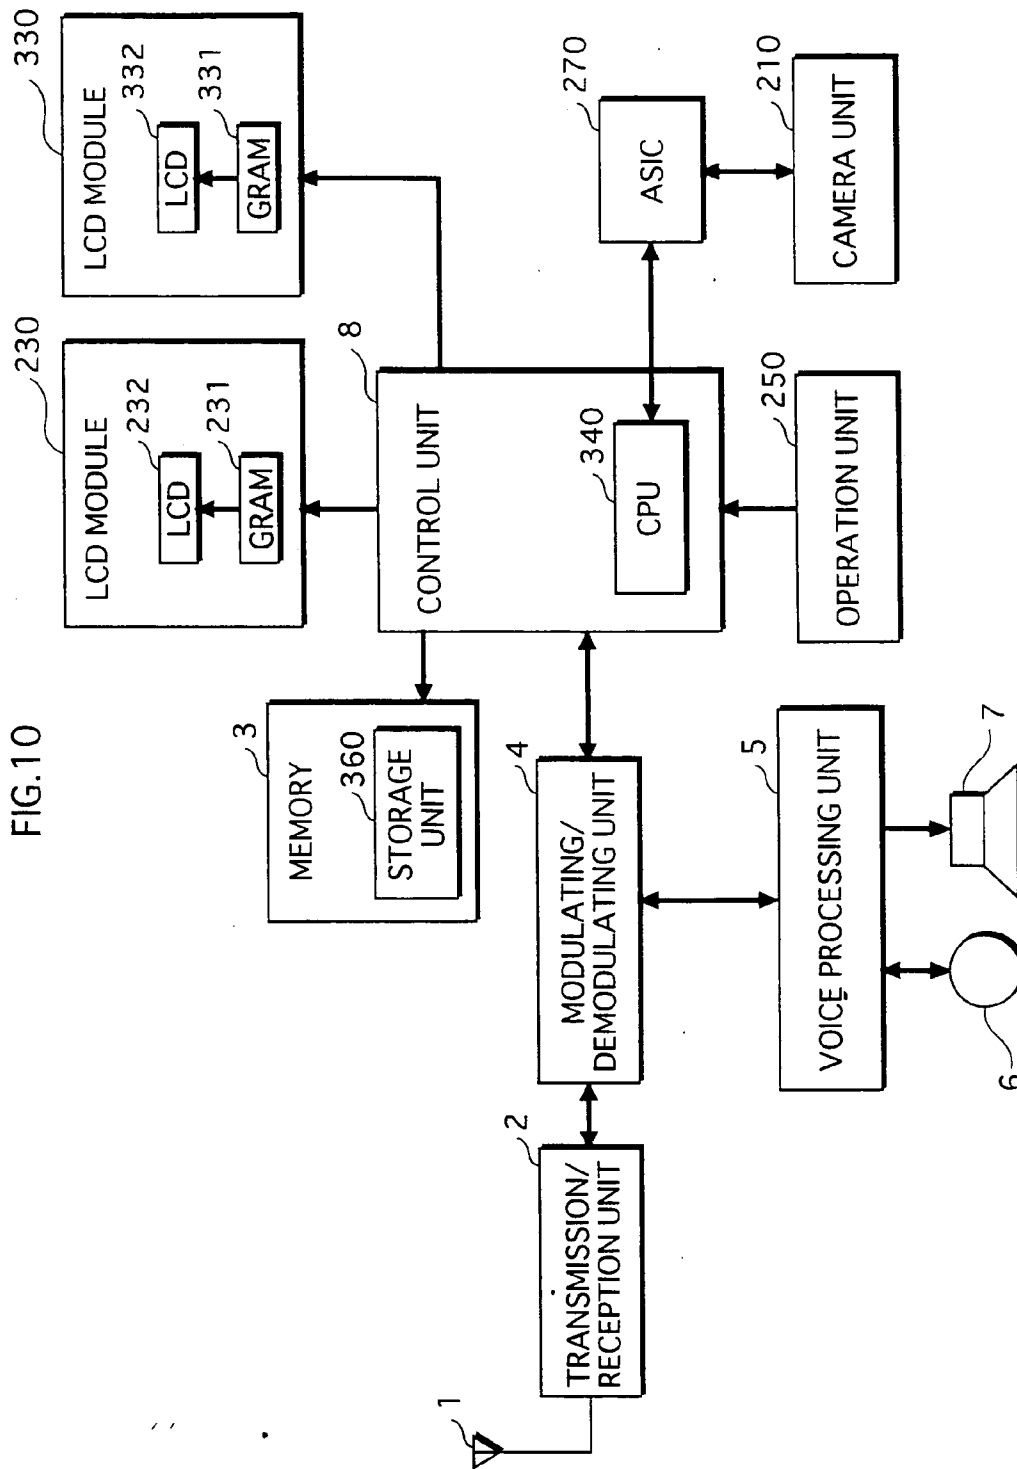 FIG.10
1
TRANSMISSION/
RECEPTION UNIT
2
MODULATING/
DEMODULATING UNIT
4
VOICE PROCESSING UNIT
5
6
7
MEMORY
3
STORAGE
UNIT
360
CONTROL UNIT
8
CPU
340
OPERATION UNIT
250
LCD MODULE
230
LCD
232
GRAM
231
LCD MODULE
330
LCD
332
GRAM
331
ASIC
270
CAMERA UNIT
210